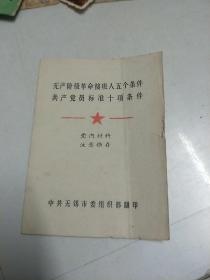 无产阶级革命接班人五个条件
共产党员标准十项条件
党内材料
注意保存
中共无锡市委组织部翻印